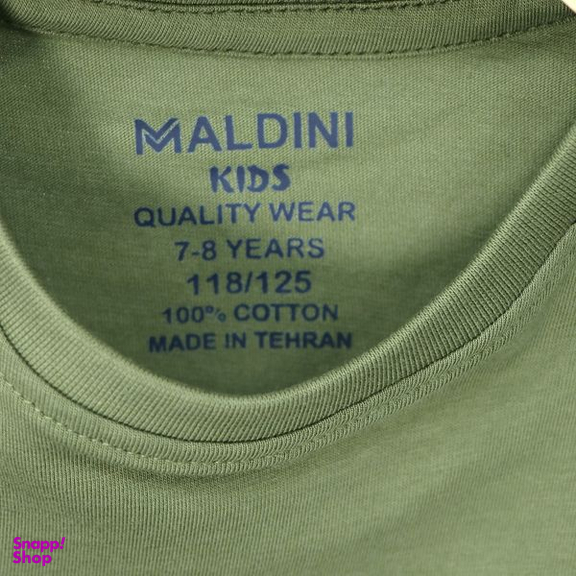 MALDINI
KIDS
QUALITY WEAR
7-8 YEARS
118/125
100% COTTON
MADE IN TEHRAN
Snapp!
Shop